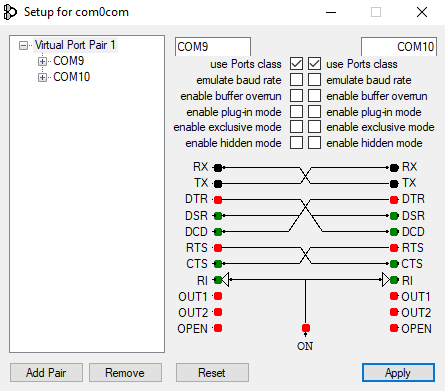 Setup for com0com
Virtual Port Pair 1
COM9
COM10
COM9 COM10
use Ports class use Ports class
emulate baud rate emulate baud rate
enable buffer overrun enable buffer overrun
enable plug-in mode enable plug-in mode
enable exclusive mode enable exclusive mode
enable hidden mode enable hidden mode
RX RX
TX TX
DTR DTR
DSR DSR
DCD DCD
RTS RTS
CTS CTS
RI RI
OUT1 OUT1
OUT2 OUT2
OPEN OPEN
ON
Add Pair Remove Reset Apply